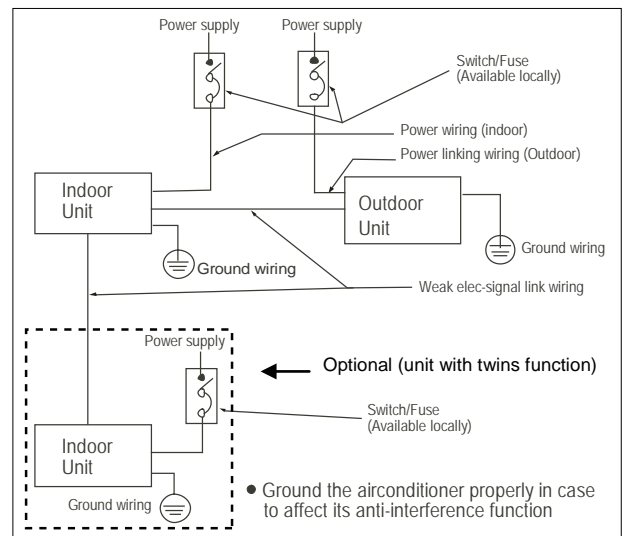 Power supply
Power supply
Switch/Fuse
(Available locally)
Power wiring (indoor)
Power linking wiring (Outdoor)
Indoor
Unit
Outdoor
Unit
Ground wiring
Ground wiring
Weak elec-signal link wiring
Power supply
Optional (unit with twins function)
Switch/Fuse
(Available locally)
Indoor
Unit
Ground wiring
● Ground the airconditioner properly in case
to affect its anti-interference function